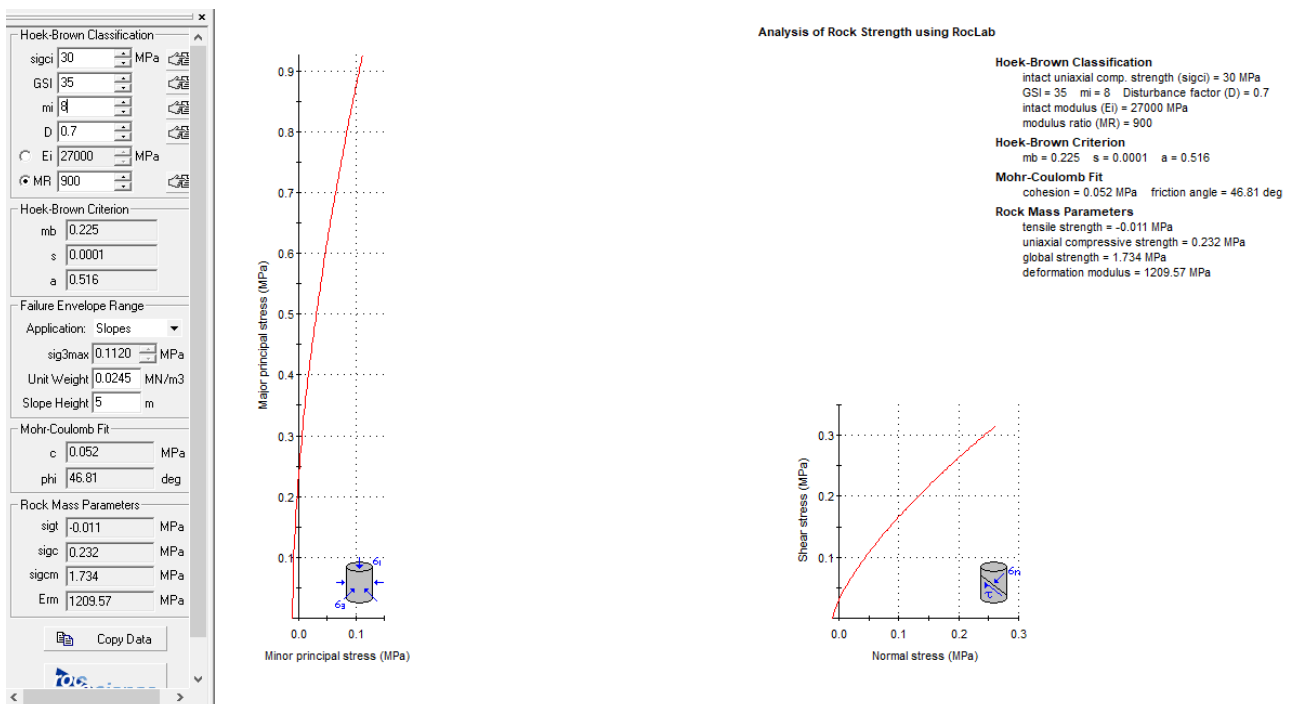 x
Hoek-Brown Classification
sigci 30 MPa
GSI 35
mi 8
D 0.7
Ei 27000 MPa
MR 900
Hoek-Brown Criterion
mb 0.225
s 0.0001
a 0.516
Failure Envelope Range
Application: Slopes
sig3max 0.1120 MPa
Unit Weight 0.0245 MN/m3
Slope Height 5 m
Mohr-Coulomb Fit
c 0.052 MPa
phi 46.81 deg
Rock Mass Parameters
sigt -0.011 MPa
sigc 0.232 MPa
sigcm 1.734 MPa
Erm 1209.57 MPa
Copy Data
Major principal stress (MPa)
0.9
0.8
0.7
0.6
0.5
0.4
0.3
0.2
0.1
σ1
σ3
0.0 0.1
Minor principal stress (MPa)
Analysis of Rock Strength using RocLab
Hoek-Brown Classification
intact uniaxial comp. strength (sigci) = 30 MPa
GSI = 35 mi = 8 Disturbance factor (D) = 0.7
intact modulus (Ei) = 27000 MPa
modulus ratio (MR) = 900
Hoek-Brown Criterion
mb = 0.225 s = 0.0001 a = 0.516
Mohr-Coulomb Fit
cohesion = 0.052 MPa friction angle = 46.81 deg
Rock Mass Parameters
tensile strength = -0.011 MPa
uniaxial compressive strength = 0.232 MPa
global strength = 1.734 MPa
deformation modulus = 1209.57 MPa
Shear stress (MPa)
0.3
0.2
0.1
σn
τ
0.0 0.1 0.2 0.3
Normal stress (MPa)